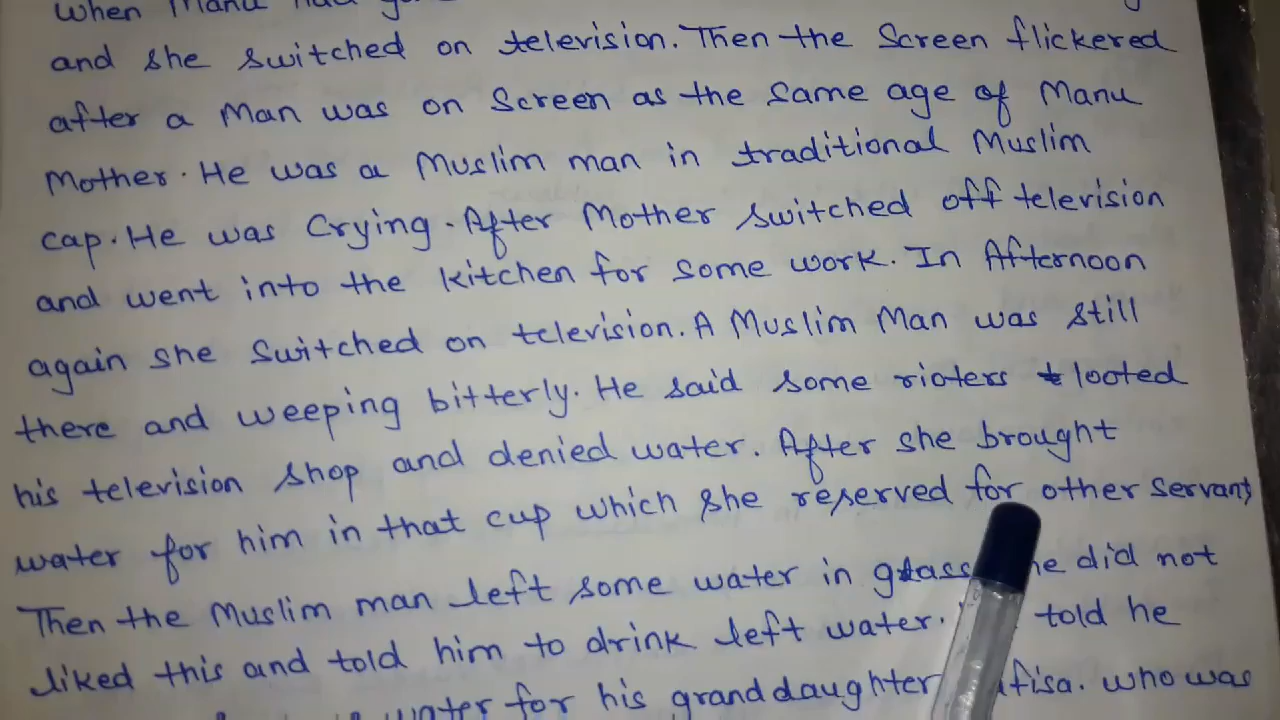 When Manu had
and she switched on television. Then the Screen flickered
after a Man was on Screen as the same age of Manu
Mother. He was a Muslim man in traditional Muslim
cap. He was Crying. After Mother switched off television
and went into the kitchen for some work. In Afternoon
again she switched on television. A Muslim Man was still
there and weeping bitterly. He said some rioters looted
his television shop and denied water. After she brought
water for him in that cup which she reserved for other servant
Then the Muslim man left some water in glass he did not
liked this and told him to drink left water. told he
water for his granddaughter who was